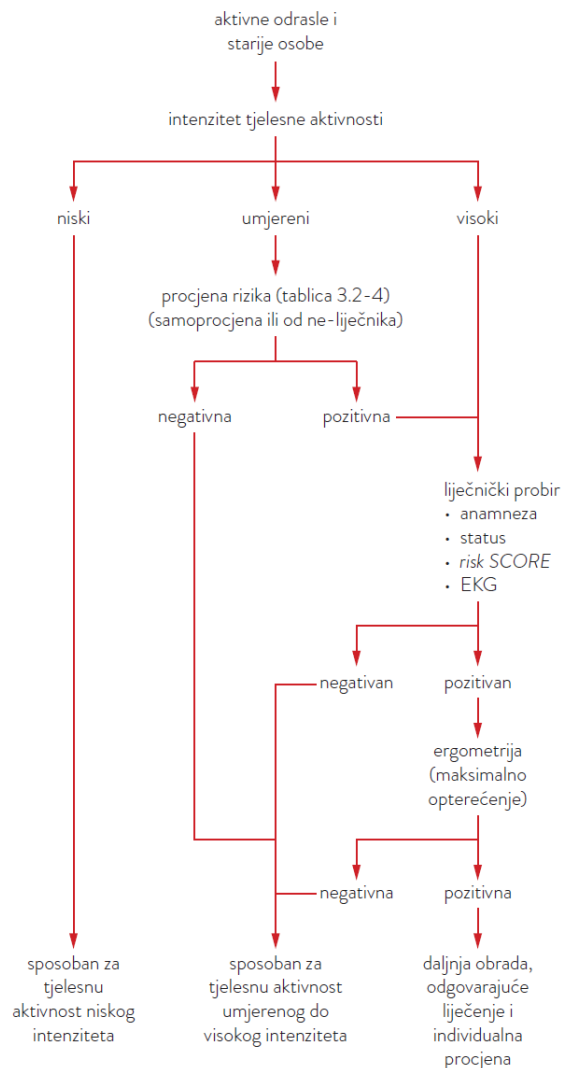 aktivne odrasle i
starije osobe
intenzitet tjelesne aktivnosti
niski
umjereni
visoki
procjena rizika (tablica 3.2-4)
(samoprocjena ili od ne-liječnika)
negativna
pozitivna
liječnički probir
• anamneza
• status
• risk SCORE
• EKG
negativan
pozitivan
ergometrija
(maksimalno
opterećenje)
negativna
pozitivna
sposoban za
tjelesnu
aktivnost niskog
intenziteta
sposoban za
tjelesnu aktivnost
umjerenog do
visokog intenziteta
daljnja obrada,
odgovarajuće
liječenje i
individualna
procjena